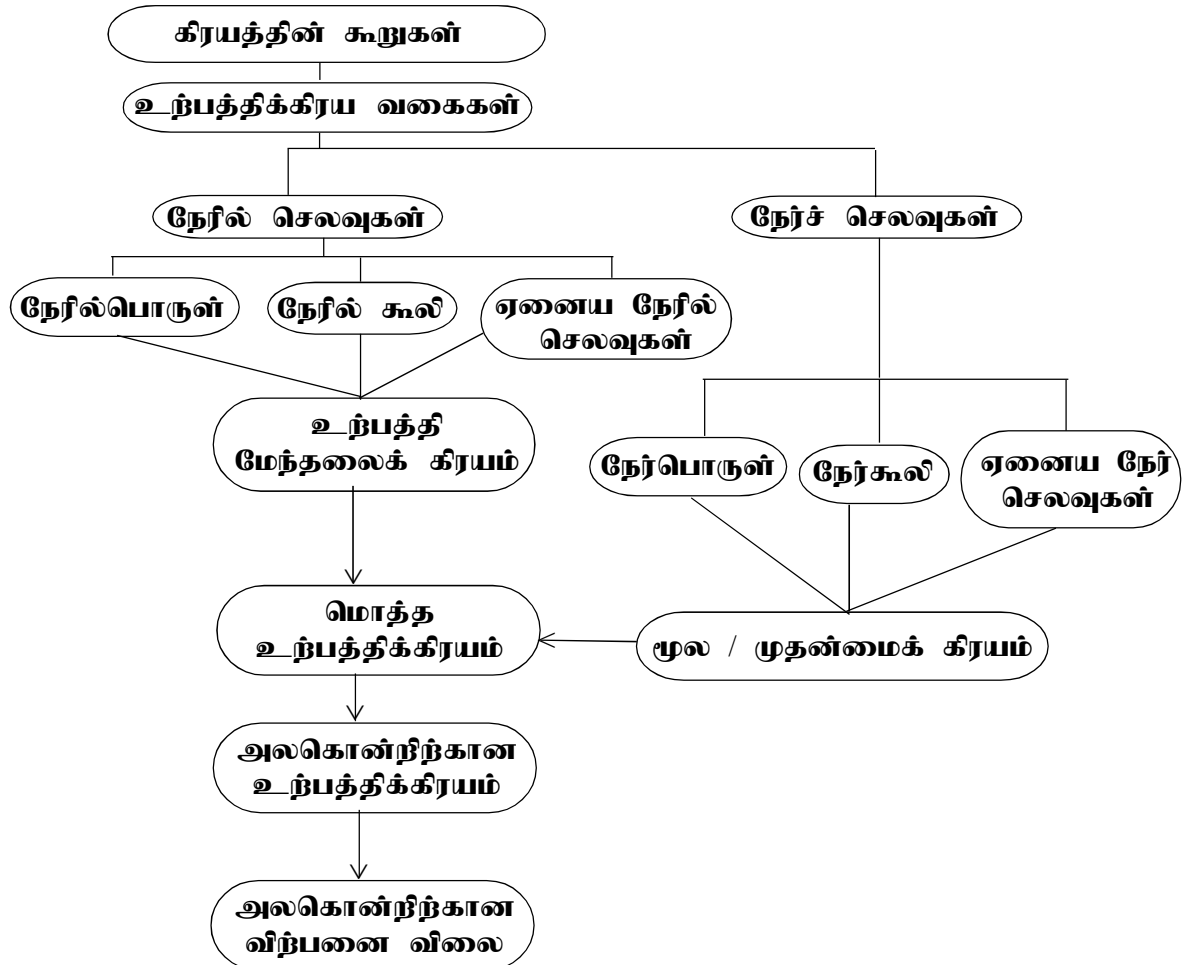 கிரயத்தின் கூறுகள்
உற்பத்திக்கிரய வகைகள்
நேரில் செலவுகள்
நேர்ச் செலவுகள்
நேரில்பொருள்
நேரில் கூலி
ஏனைய நேரில்
செலவுகள்
உற்பத்தி
மேந்தலைக் கிரயம்
நேர்பொருள்
நேர்கூலி
ஏனைய நேர்
செலவுகள்
மொத்த
உற்பத்திக்கிரயம்
மூல / முதன்மைக் கிரயம்
அலகொன்றிற்கான
உற்பத்திக்கிரயம்
அலகொன்றிற்கான
விற்பனை விலை